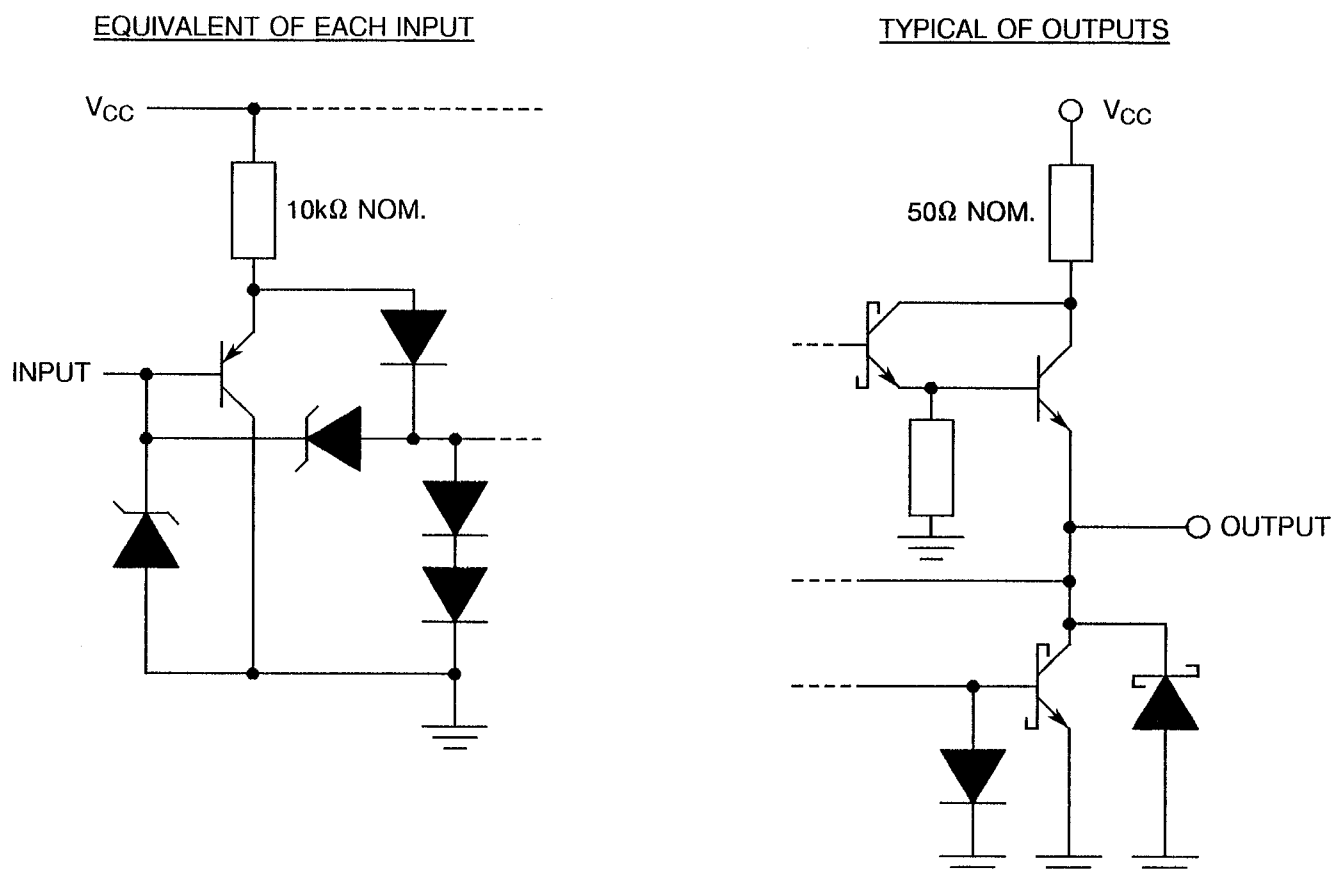 EQUIVALENT OF EACH INPUT
VCC
10kΩ NOM.
INPUT
TYPICAL OF OUTPUTS
VCC
50Ω NOM.
OUTPUT